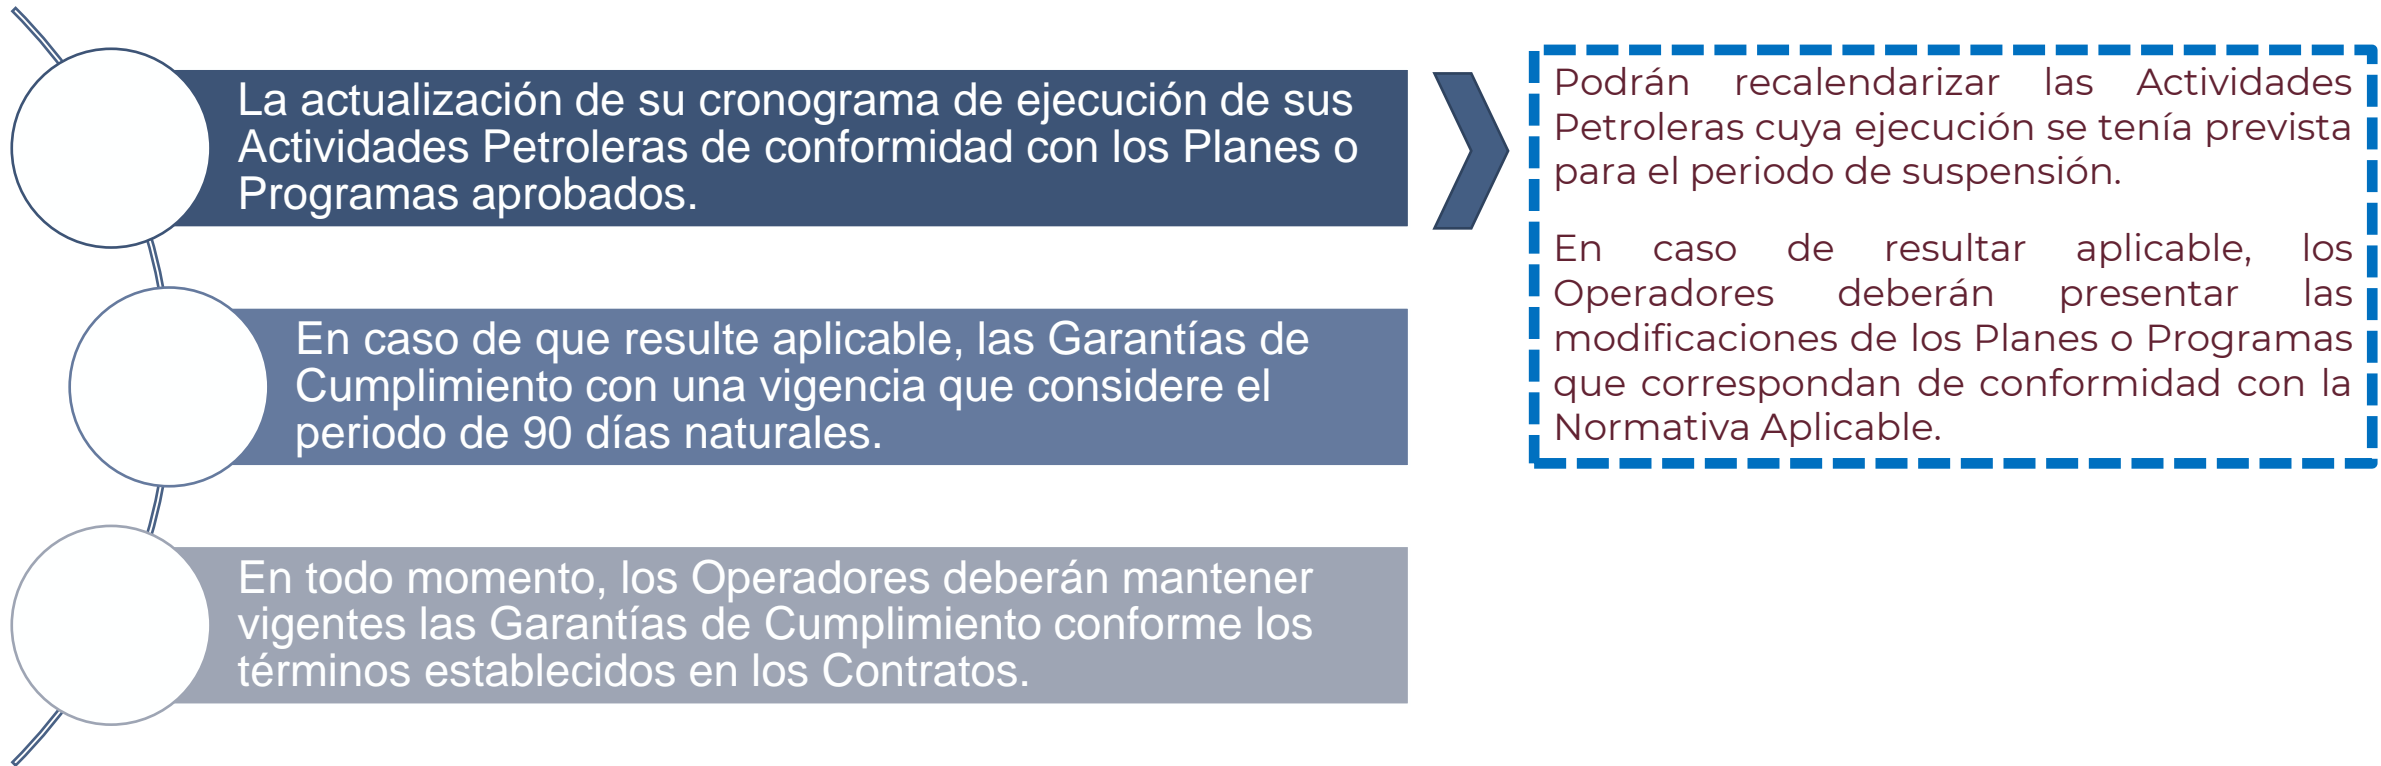 La actualización de su cronograma de ejecución de sus
Actividades Petroleras de conformidad con los Planes o
Programas aprobados.
En caso de que resulte aplicable, las Garantías de
Cumplimiento con una vigencia que considere el
periodo de 90 días naturales.
En todo momento, los Operadores deberán mantener
vigentes las Garantías de Cumplimiento conforme los
términos establecidos en los Contratos.
Podrán recalendarizar las Actividades
Petroleras cuya ejecución se tenía prevista
para el periodo de suspensión.
En caso de resultar aplicable, los
Operadores deberán presentar las
modificaciones de los Planes o Programas
que correspondan de conformidad con la
Normativa Aplicable.